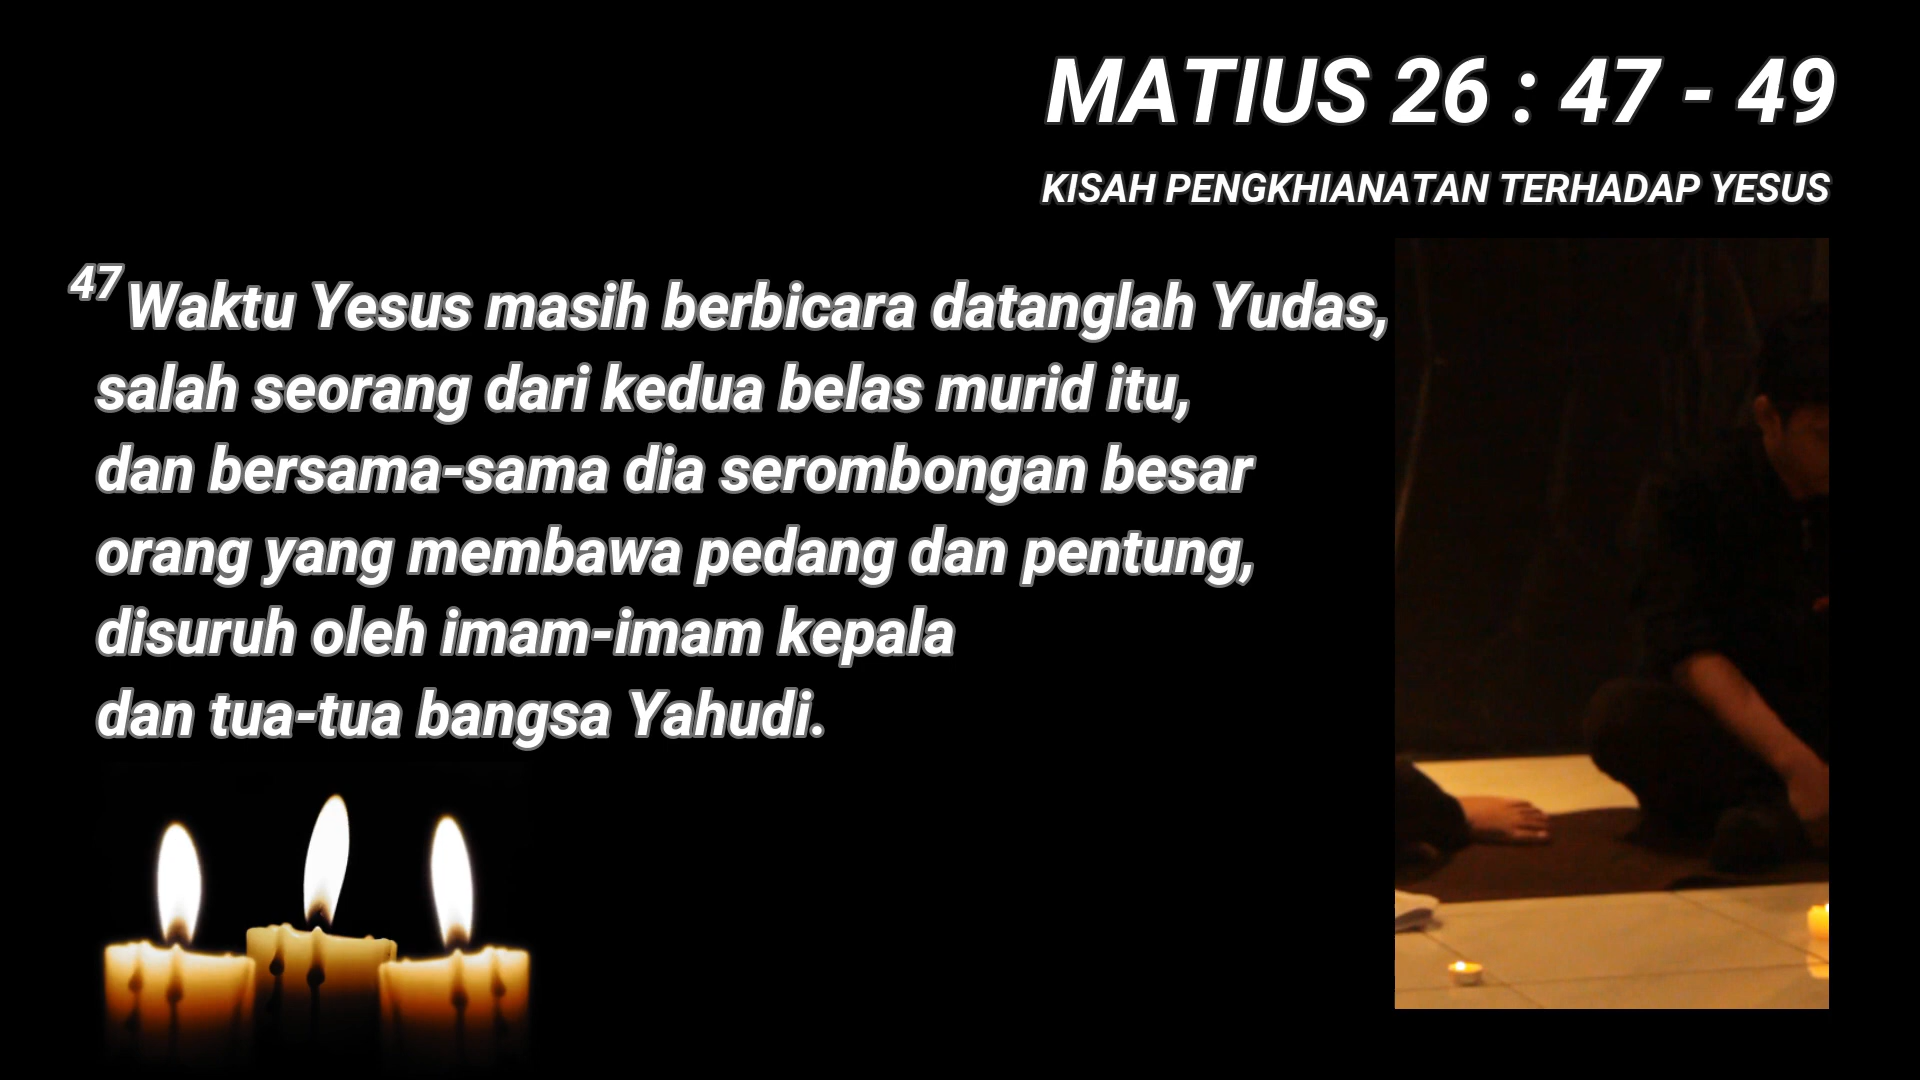 MATIUS 26 : 47 - 49
KISAH PENGKHIANATAN TERHADAP YESUS
47 Waktu Yesus masih berbicara datanglah Yudas,
salah seorang dari kedua belas murid itu,
dan bersama-sama dia serombongan besar
orang yang membawa pedang dan pentung,
disuruh oleh imam-imam kepala
dan tua-tua bangsa Yahudi.